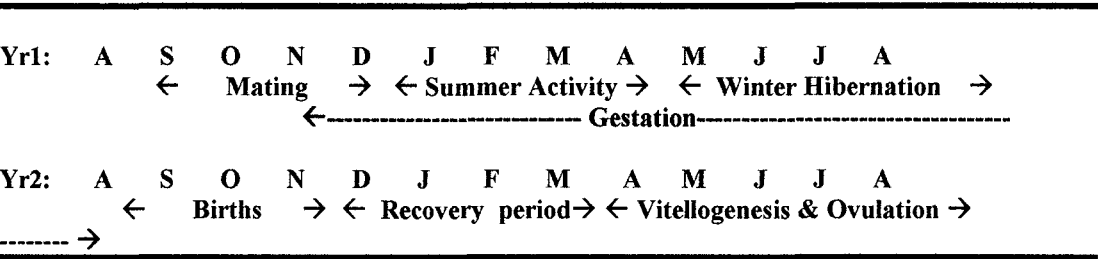 Yr1: A S O N D J F M A M J J A
← Mating → ← Summer Activity → ← Winter Hibernation →
←-------------------------- Gestation--------------------------------
Yr2: A S O N D J F M A M J J A
← Births → ← Recovery period→ ← Vitellogenesis & Ovulation →
-------- →